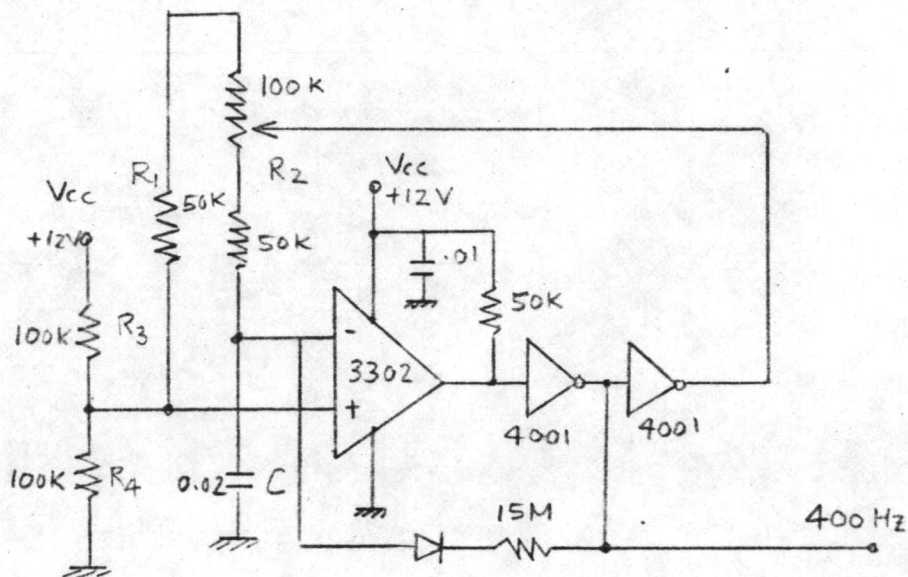 100K
R2
Vcc
+12V
R1
50K
50K
Vcc
+12V
.01
50K
100K
R3
-
3302
+
4001
4001
100K
R4
0.02
C
15M
400 Hz